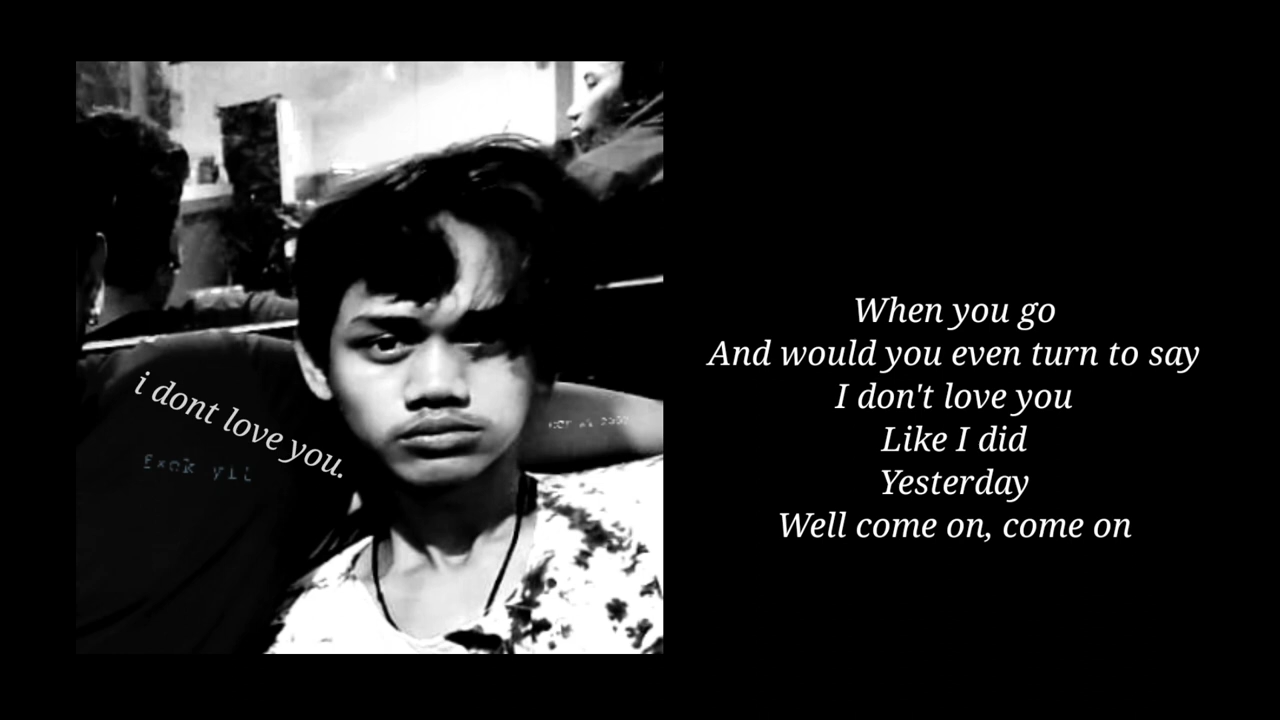 i dont love you.
When you go
And would you even turn to say
I don't love you
Like I did
Yesterday
Well come on, come on